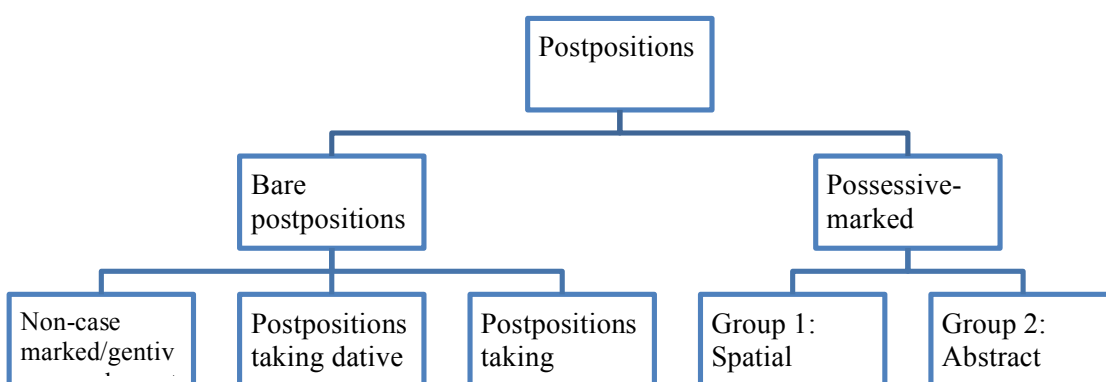 Postpositions
Bare
postpositions
Possessive-
marked
Non-case
marked/gentiv
Postpositions
taking dative
Postpositions
taking
Group 1:
Spatial
Group 2:
Abstract